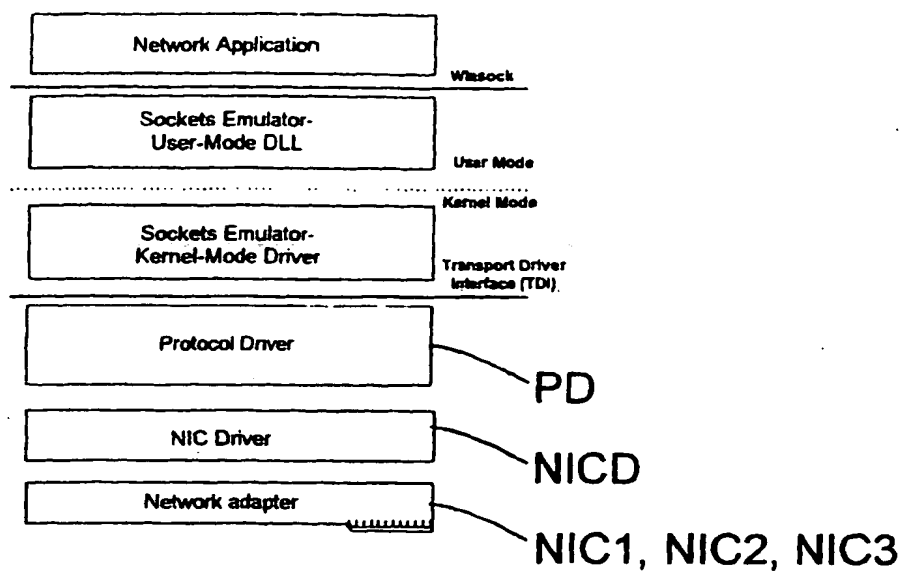 Network Application
Winsock
Sockets Emulator-
User-Mode DLL
User Mode
Kernel Mode
Sockets Emulator-
Kernel-Mode Driver
Transport Driver
Interface (TDI)
Protocol Driver
PD
NIC Driver
NICD
Network adapter
NIC1, NIC2, NIC3